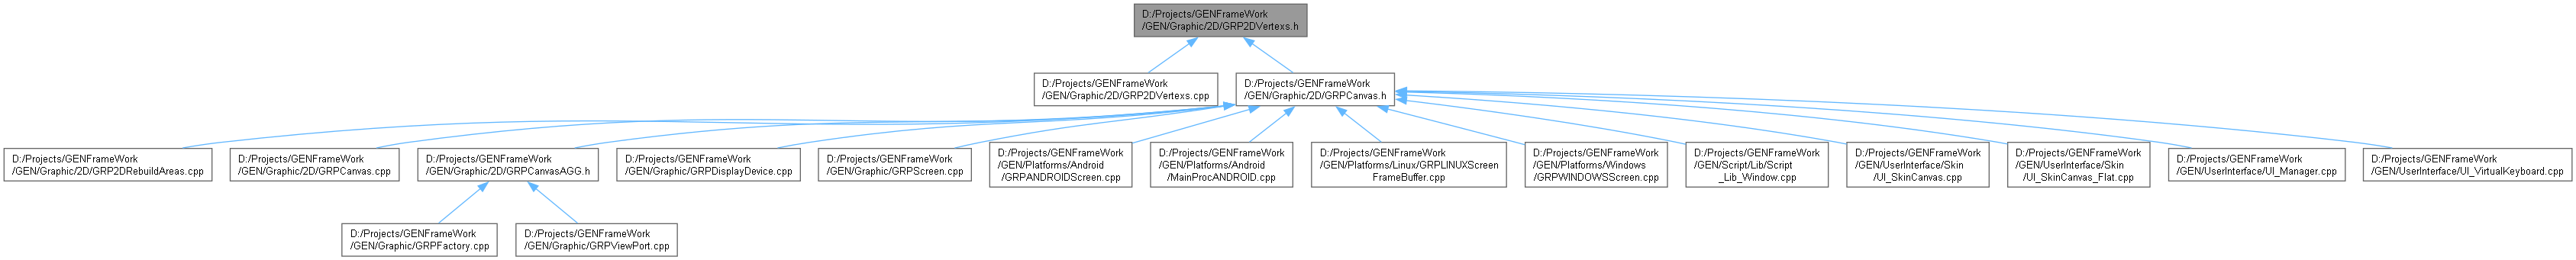 D:/Projects/GENFrameWork
/GEN/Graphic/2D/GRP2DVertexs.h
D:/Projects/GENFrameWork
/GEN/Graphic/2D/GRP2DVertexs.cpp
D:/Projects/GENFrameWork
/GEN/Graphic/2D/GRPCanvas.h
D:/Projects/GENFrameWork
/GEN/Graphic/2D/GRP2DRebuildAreas.cpp
D:/Projects/GENFrameWork
/GEN/Graphic/2D/GRPCanvas.cpp
D:/Projects/GENFrameWork
/GEN/Graphic/2D/GRPCanvasAGG.h
D:/Projects/GENFrameWork
/GEN/Graphic/GRPDisplayDevice.cpp
D:/Projects/GENFrameWork
/GEN/Graphic/GRPScreen.cpp
D:/Projects/GENFrameWork
/GEN/Platforms/Android
/GRPANDROIDScreen.cpp
D:/Projects/GENFrameWork
/GEN/Platforms/Android
/MainProcANDROID.cpp
D:/Projects/GENFrameWork
/GEN/Platforms/Linux/GRPLINUXScreen
FrameBuffer.cpp
D:/Projects/GENFrameWork
/GEN/Platforms/Windows
/GRPWINDOWSScreen.cpp
D:/Projects/GENFrameWork
/GEN/Script/Lib/Script
_Lib_Window.cpp
D:/Projects/GENFrameWork
/GEN/UserInterface/Skin
/UI_SkinCanvas.cpp
D:/Projects/GENFrameWork
/GEN/UserInterface/Skin
/UI_SkinCanvas_Flat.cpp
D:/Projects/GENFrameWork
/GEN/UserInterface/UI_Manager.cpp
D:/Projects/GENFrameWork
/GEN/UserInterface/UI_VirtualKeyboard.cpp
D:/Projects/GENFrameWork
/GEN/Graphic/GRPFactory.cpp
D:/Projects/GENFrameWork
/GEN/Graphic/GRPViewPort.cpp